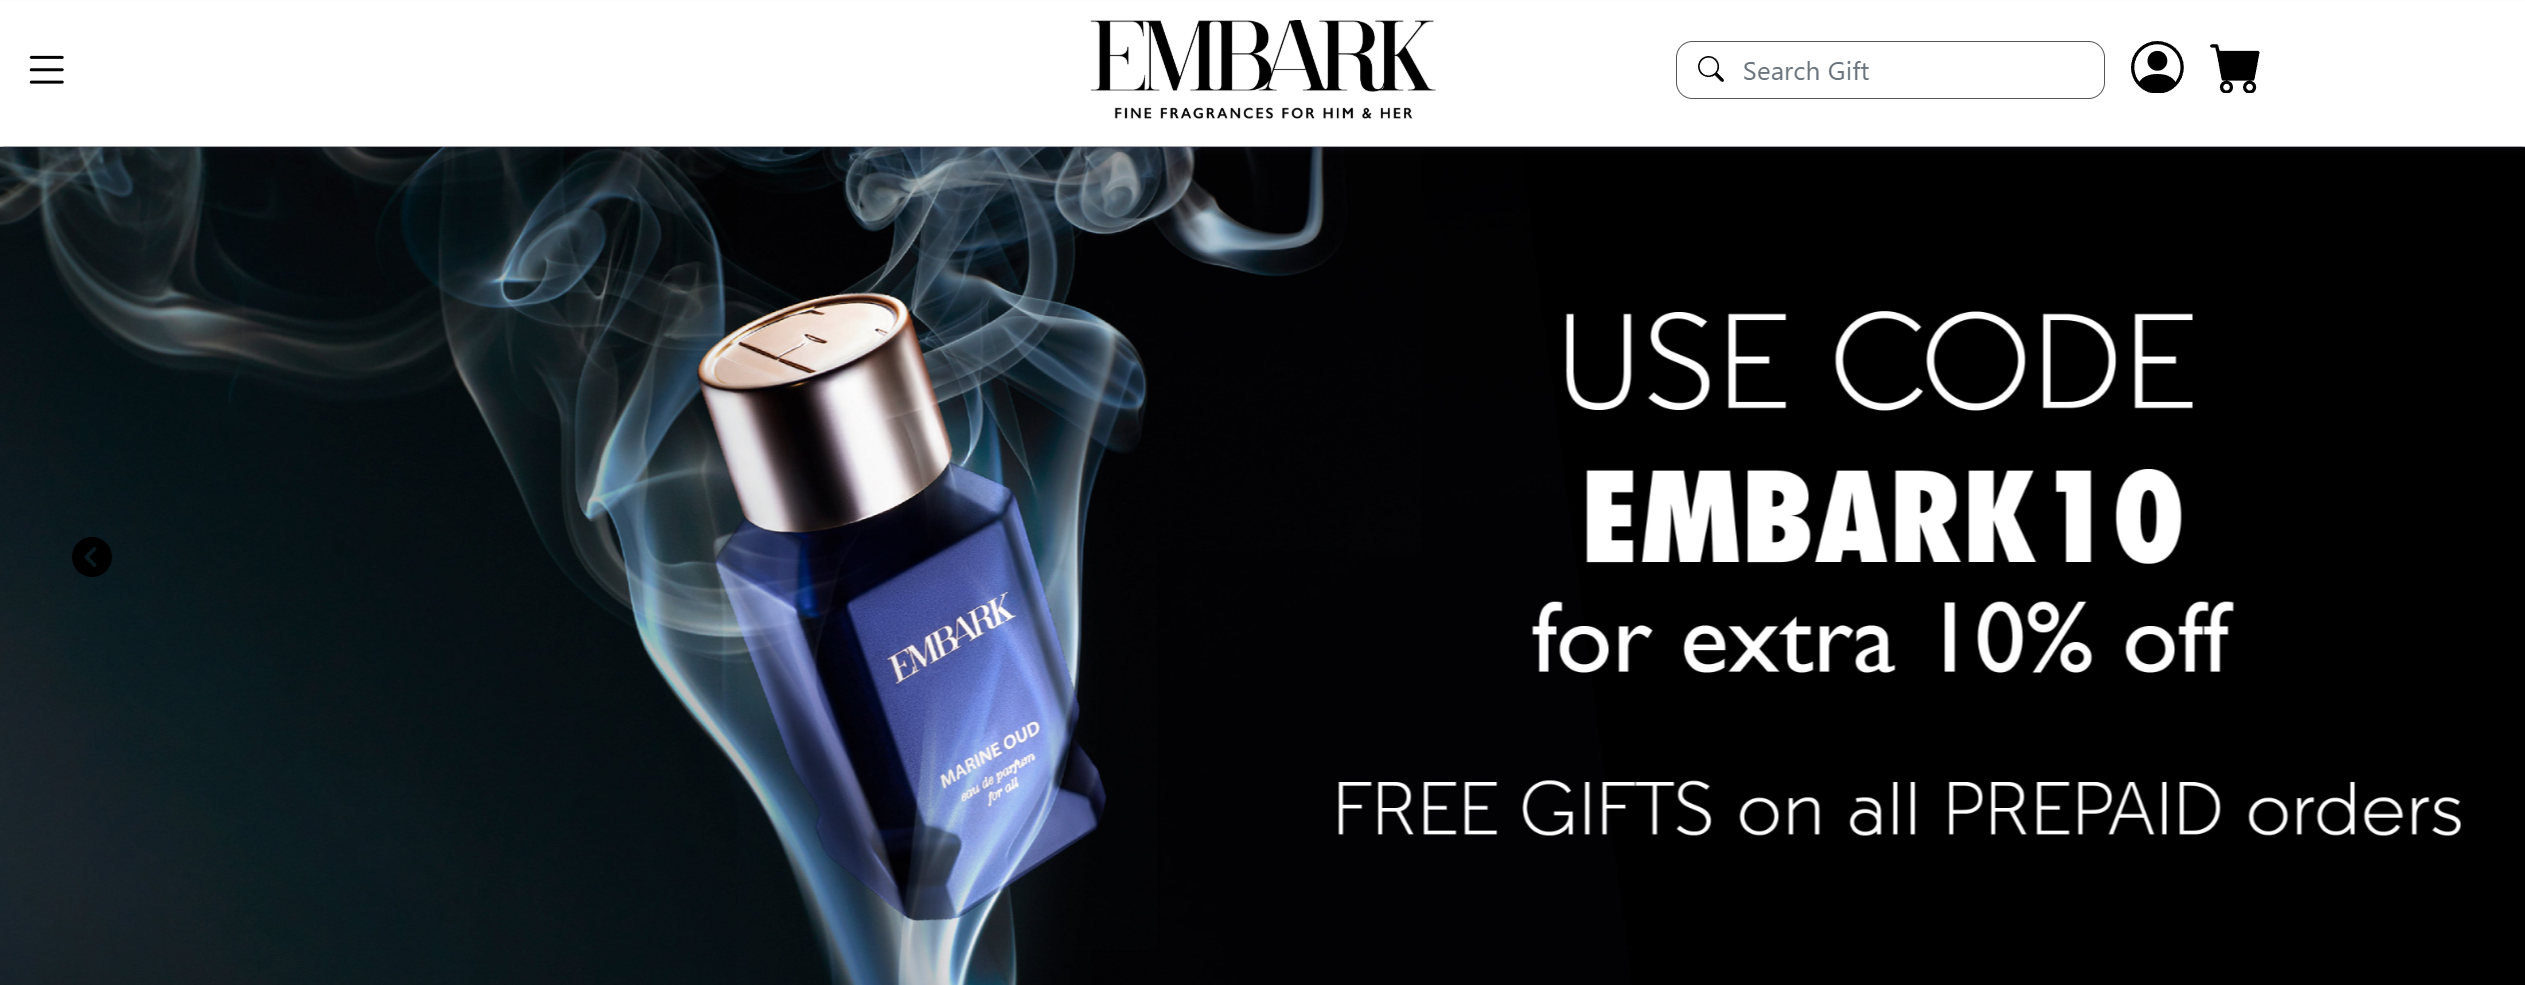 EMBARK
FINE FRAGRANCES FOR HIM & HER
Search Gift
USE CODE
EMBARK10
for extra 10% off
FREE GIFTS on all PREPAID orders
EMBARK
MARINE OUD
eau de parfum
for all